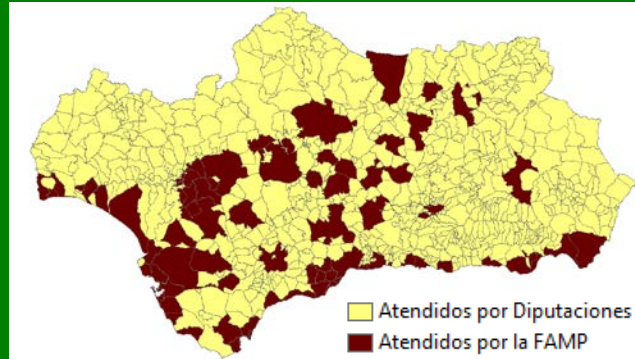 Atendidos por Diputaciones
Atendidos por la FAMP